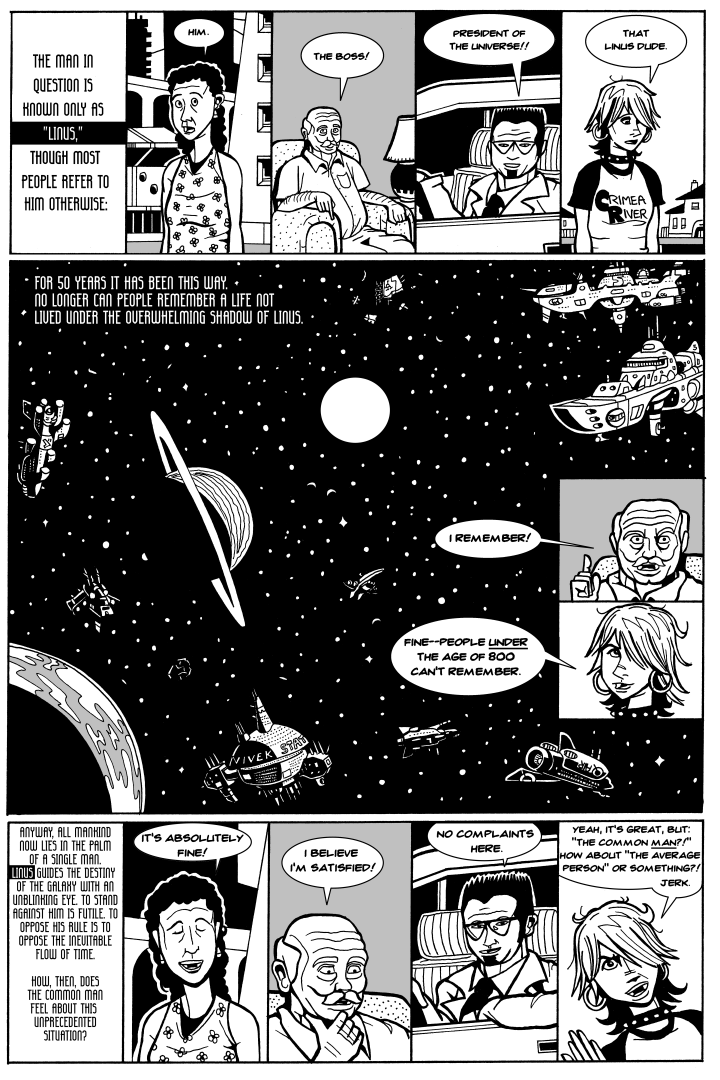 THE MAN IN
QUESTION IS
KNOWN ONLY AS
"LINUS,"
THOUGH MOST
PEOPLE REFER TO
HIM OTHERWISE:
HIM.
THE BOSS!
PRESIDENT OF
THE UNIVERSE!!
THAT
LINUS DUDE.
CRIMEA
RIVER
FOR 50 YEARS IT HAS BEEN THIS WAY.
NO LONGER CAN PEOPLE REMEMBER A LIFE NOT
LIVED UNDER THE OVERWHELMING SHADOW OF LINUS.
I REMEMBER!
FINE--PEOPLE UNDER
THE AGE OF 800
CAN'T REMEMBER.
VIVEK STAT
ANYWAY, ALL MANKIND
NOW LIES IN THE PALM
OF A SINGLE MAN.
LINUS GUIDES THE DESTINY
OF THE GALAXY WITH AN
UNBLINKING EYE. TO STAND
AGAINST HIM IS FUTILE. TO
OPPOSE HIS RULE IS TO
OPPOSE THE INEVITABLE
FLOW OF TIME.
HOW, THEN, DOES
THE COMMON MAN
FEEL ABOUT THIS
UNPRECEDENTED
SITUATION?
IT'S ABSOLUTELY
FINE!
I BELIEVE
I'M SATISFIED!
NO COMPLAINTS
HERE.
YEAH, IT'S GREAT, BUT:
"THE COMMON MAN?!"
HOW ABOUT "THE AVERAGE
PERSON" OR SOMETHING?!
JERK.